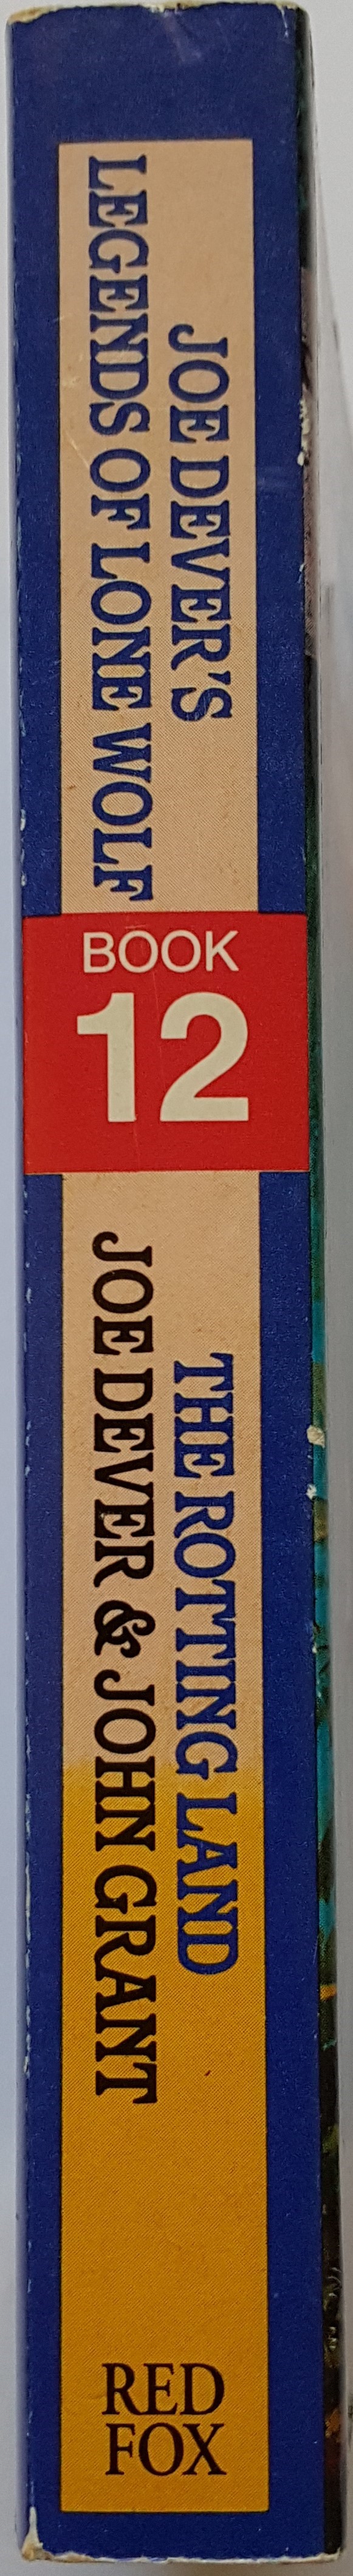 JOE DEVER'S
LEGENDS OF LONE WOLF
BOOK
12
THE ROTTING LAND
JOE DEVER & JOHN GRANT
RED
FOX